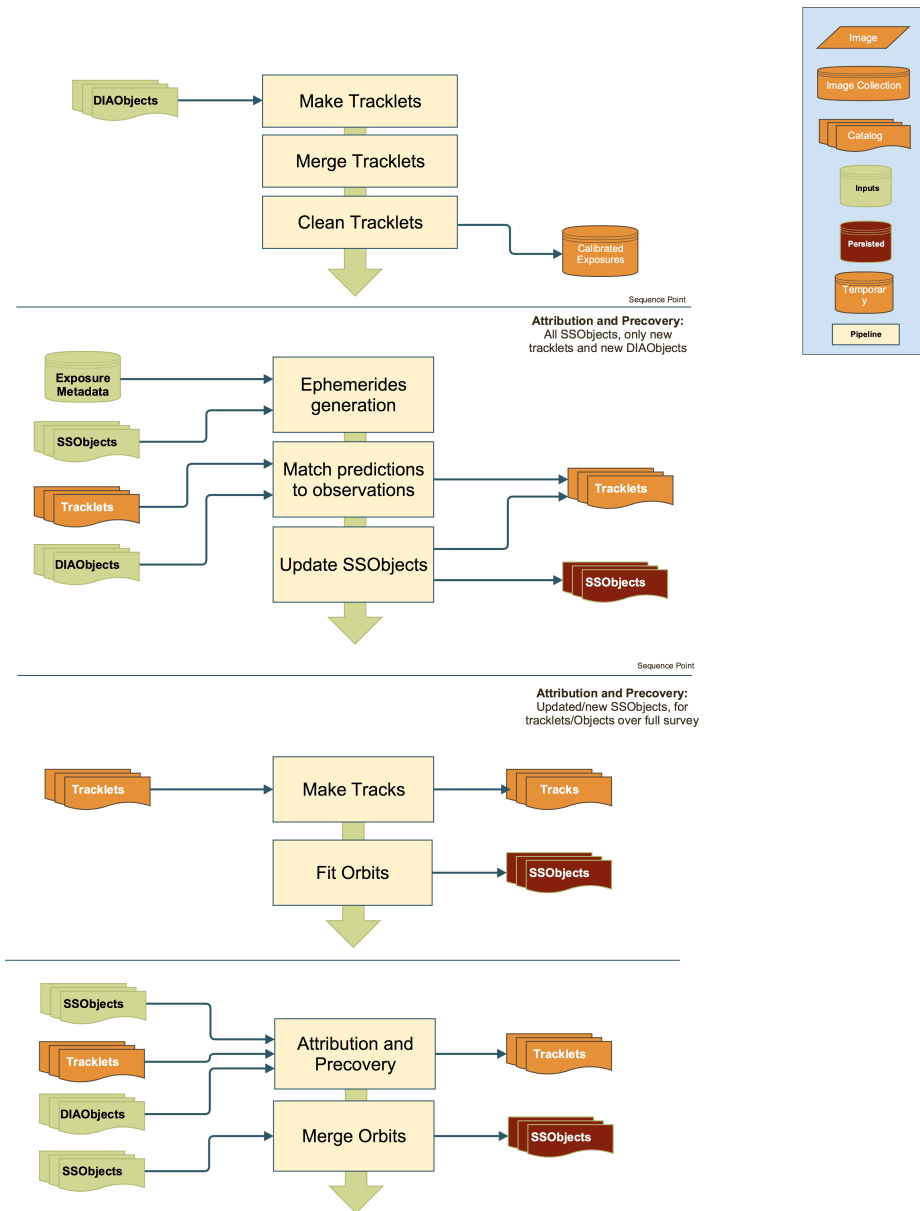 DIAObjects
Make Tracklets
Merge Tracklets
Clean Tracklets
Calibrated
Exposures
Sequence Point
Attribution and Precovery:
All SSObjects, only new
tracklets and new DIAObjects
Exposure
Metadata
SSObjects
Tracklets
DIAObjects
Ephemerides
generation
Match predictions
to observations
Update SSObjects
Tracklets
SSObjects
Sequence Point
Attribution and Precovery:
Updated/new SSObjects, for
tracklets/Objects over full survey
Tracklets
Make Tracks
Tracks
Fit Orbits
SSObjects
SSObjects
Tracklets
DIAObjects
SSObjects
Attribution and
Precovery
Merge Orbits
Tracklets
SSObjects
Image
Image Collection
Catalog
Inputs
Persisted
Temporar
y
Pipeline